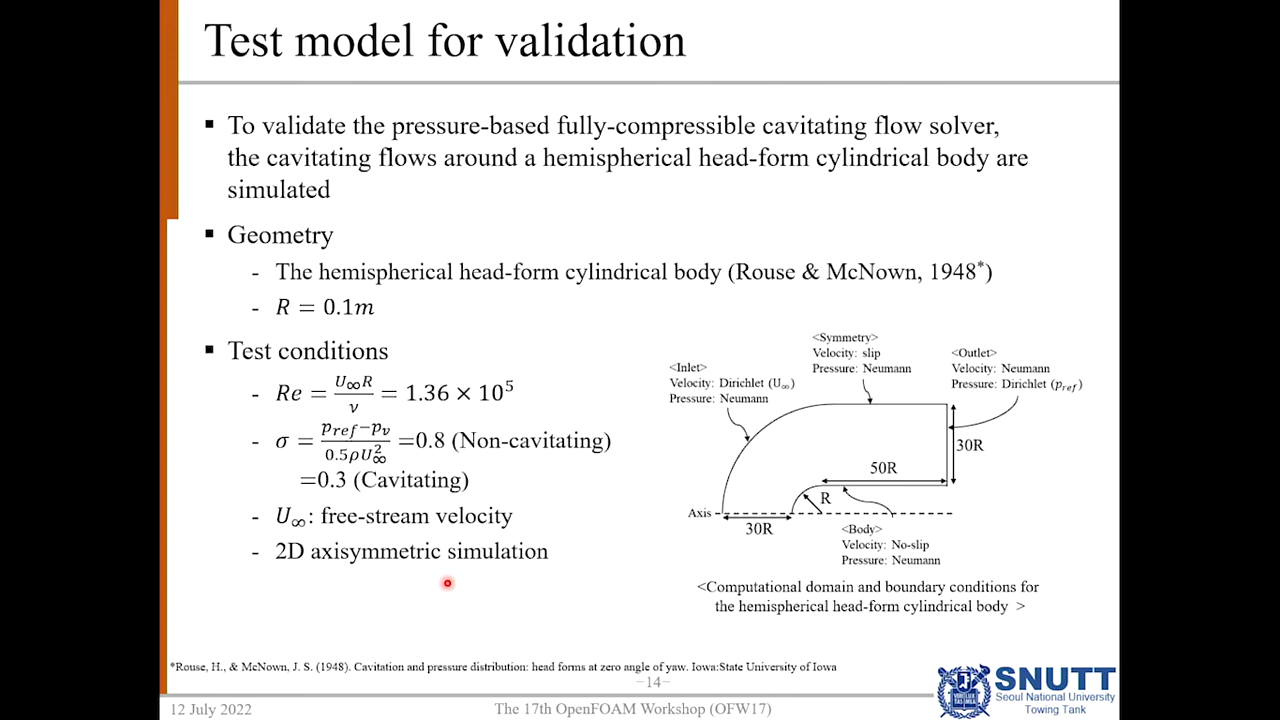 Test model for validation
▪ To validate the pressure-based fully-compressible cavitating flow solver,
the cavitating flows around a hemispherical head-form cylindrical body are
simulated
▪ Geometry
- The hemispherical head-form cylindrical body (Rouse & McNown, 1948*)
- R = 0.1m
▪ Test conditions
- Re = U∞R / ν = 1.36 × 10⁵
- σ = (p_ref−p_v) / (0.5ρU∞²) =0.8 (Non-cavitating)
=0.3 (Cavitating)
- U∞: free-stream velocity
- 2D axisymmetric simulation
<Inlet>
Velocity: Dirichlet (U∞)
Pressure: Neumann
<Symmetry>
Velocity: slip
Pressure: Neumann
<Outlet>
Velocity: Neumann
Pressure: Dirichlet (p_ref)
30R
50R
R
Axis
30R
<Body>
Velocity: No-slip
Pressure: Neumann
<Computational domain and boundary conditions for
the hemispherical head-form cylindrical body >
*Rouse, H., & McNown, J. S. (1948). Cavitation and pressure distribution: head forms at zero angle of yaw. Iowa:State University of Iowa
−14−
12 July 2022
The 17th OpenFOAM Workshop (OFW17)
SNUTT
Seoul National University
Towing Tank